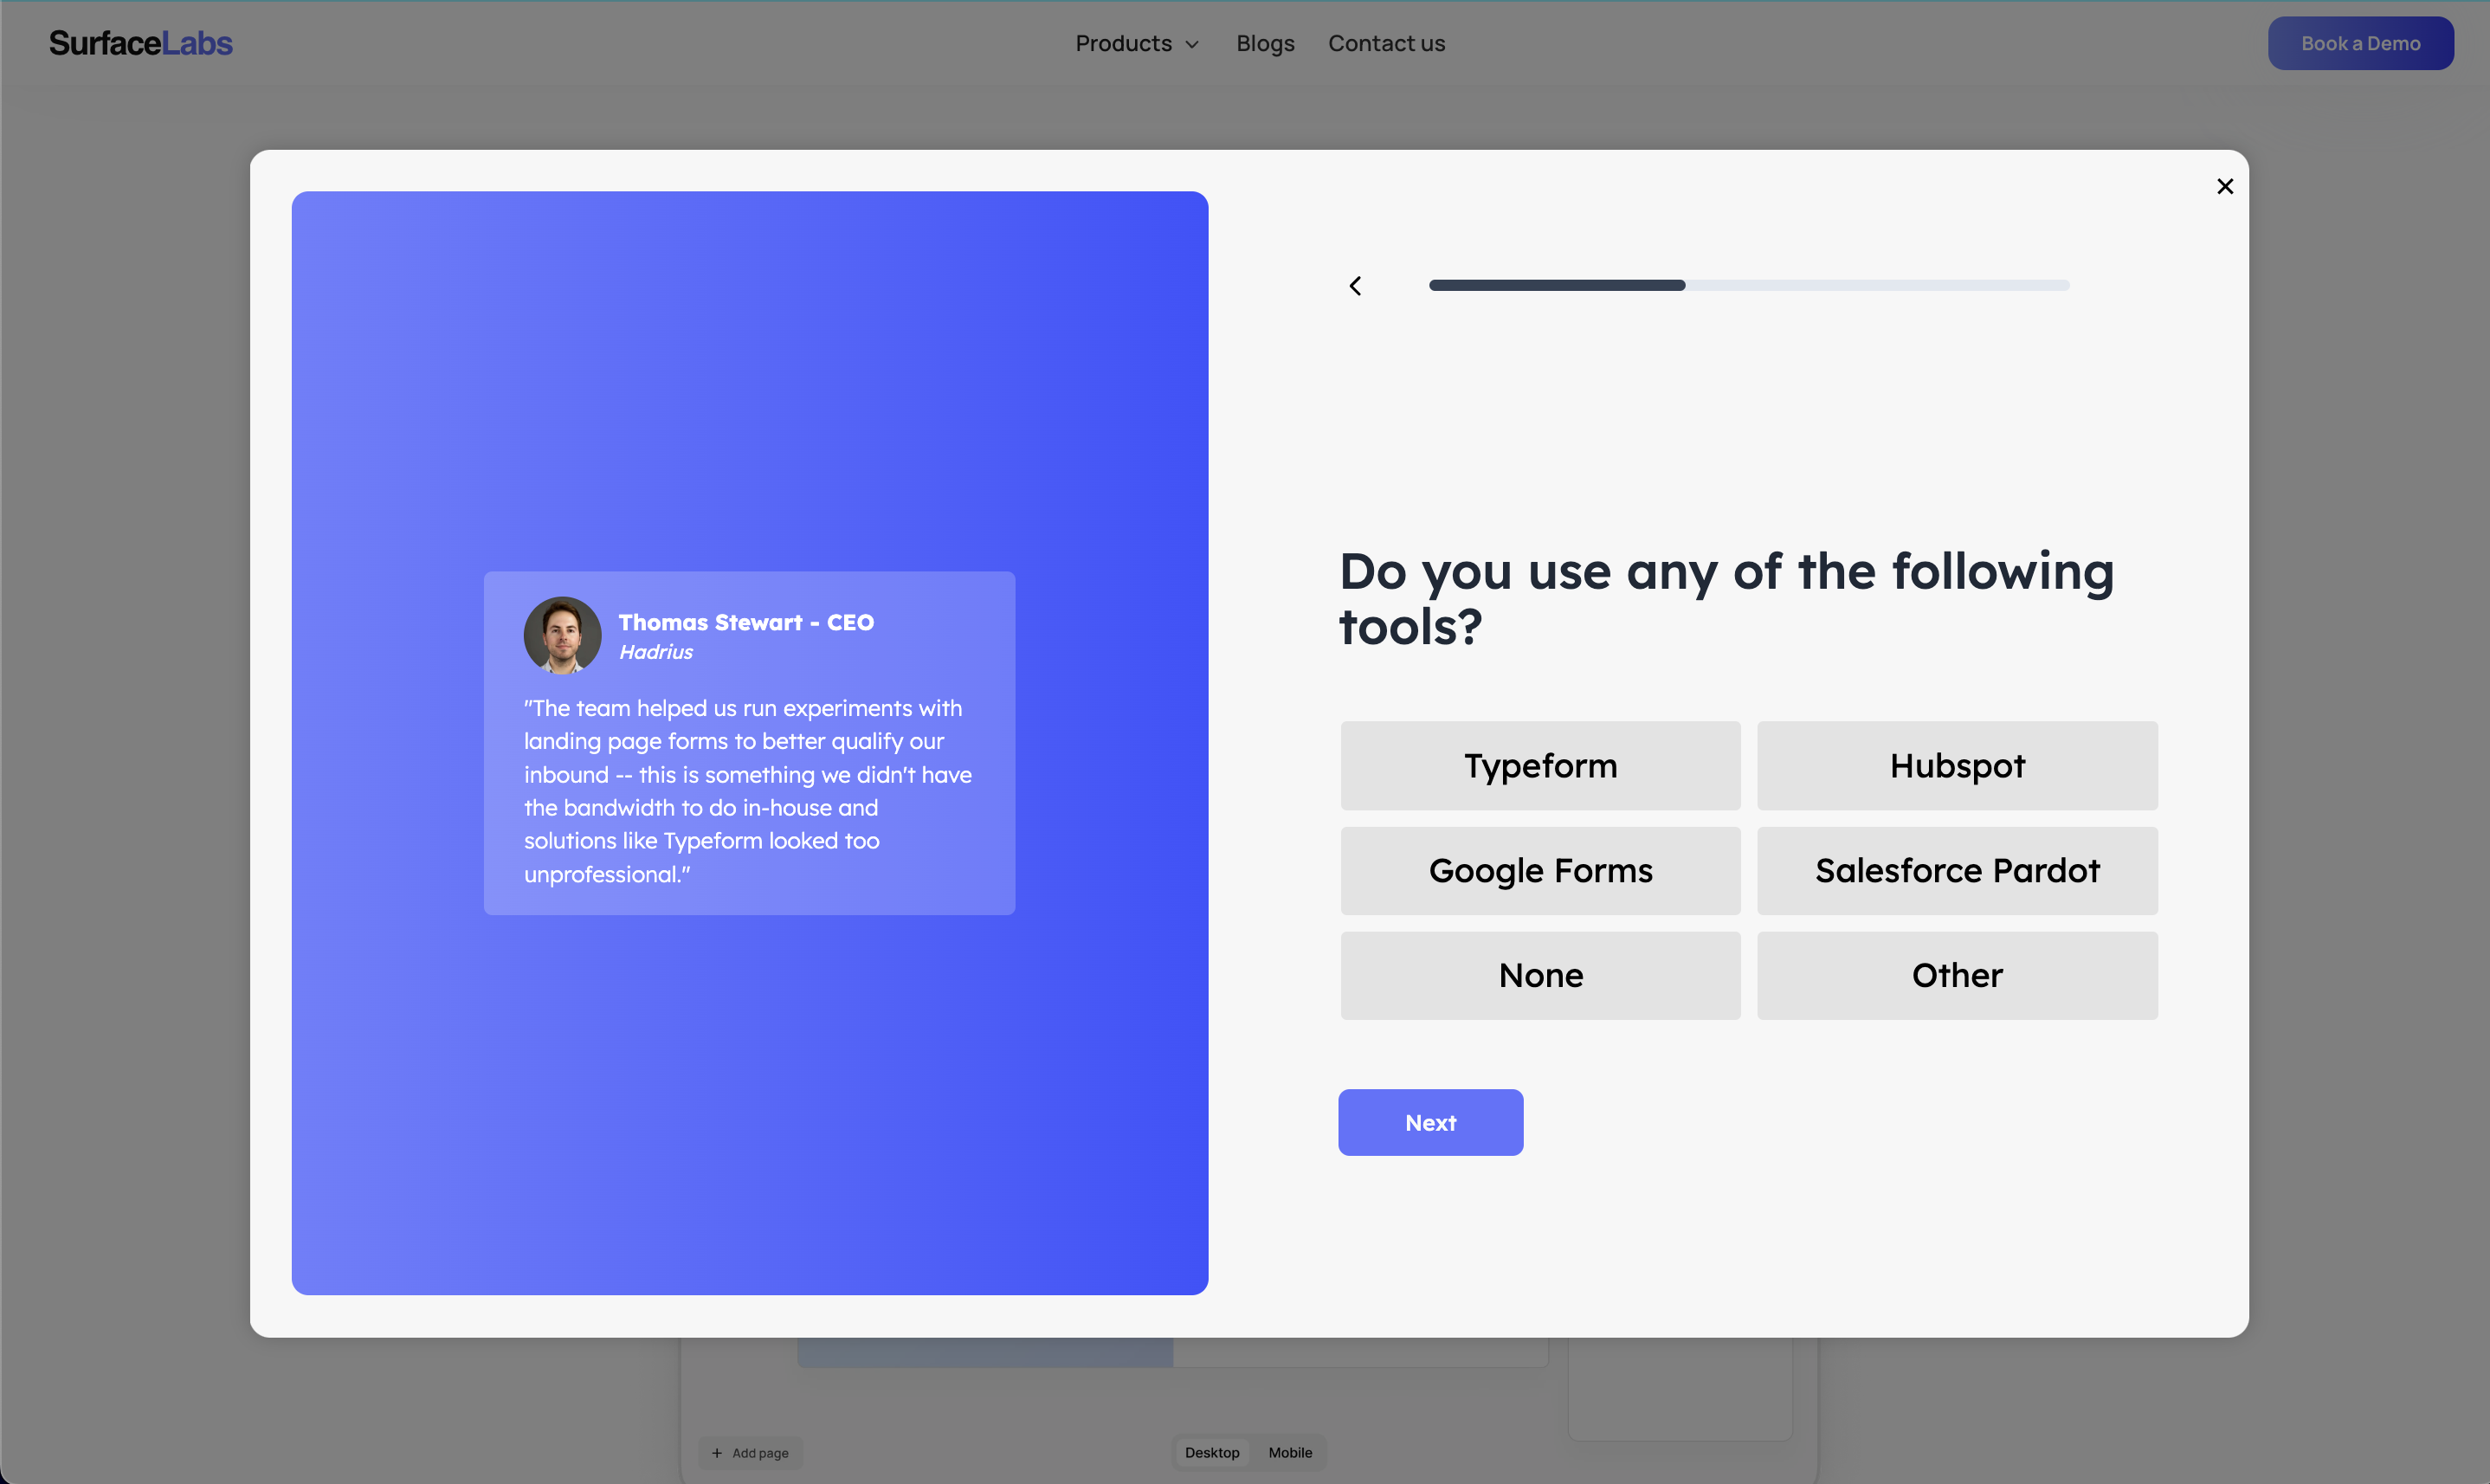 SurfaceLabs
Products
Blogs
Contact us
Book a Demo
Thomas Stewart - CEO
Hadrius
"The team helped us run experiments with
landing page forms to better qualify our
inbound -- this is something we didn't have
the bandwidth to do in-house and
solutions like Typeform looked too
unprofessional."
Do you use any of the following
tools?
Typeform
Hubspot
Google Forms
Salesforce Pardot
None
Other
Next
+ Add page
Desktop
Mobile